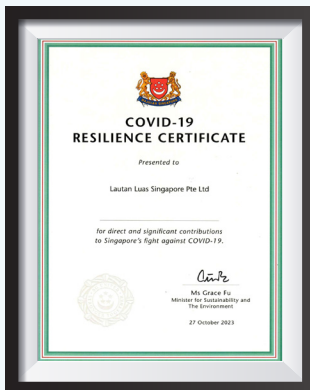 COVID-19
RESILIENCE CERTIFICATE
Presented to
Lautan Luas Singapore Pte Ltd
for direct and significant contributions
to Singapore's fight against COVID-19.
Ms Grace Fu
Minister for Sustainability and
The Environment
27 October 2023